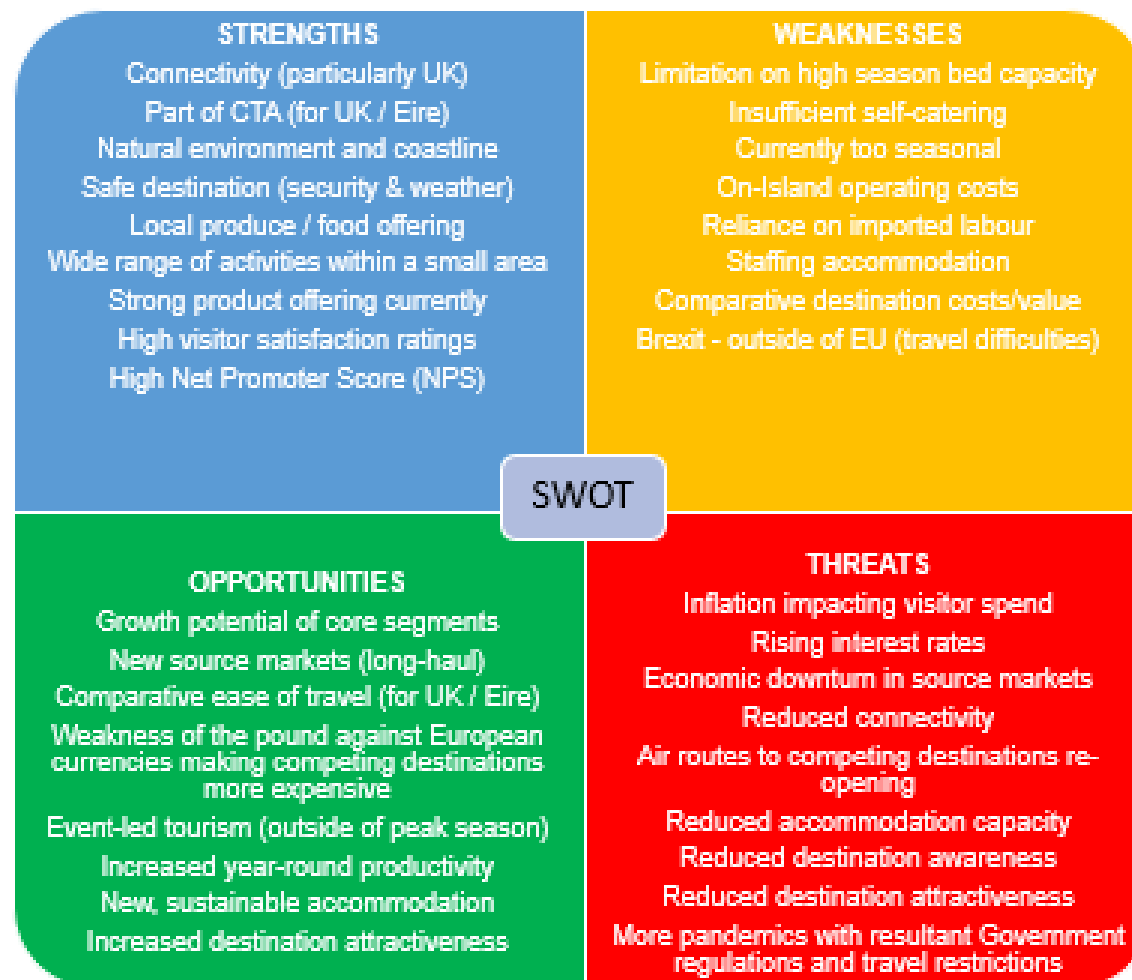 STRENGTHS
Connectivity (particularly UK)
Part of CTA (for UK / Eire)
Natural environment and coastline
Safe destination (security & weather)
Local produce / food offering
Wide range of activities within a small area
Strong product offering currently
High visitor satisfaction ratings
High Net Promoter Score (NPS)
WEAKNESSES
Limitation on high season bed capacity
Insufficient self-catering
Currently too seasonal
On-Island operating costs
Reliance on imported labour
Staffing accommodation
Comparative destination costs/value
Brexit - outside of EU (travel difficulties)
SWOT
OPPORTUNITIES
Growth potential of core segments
New source markets (long-haul)
Comparative ease of travel (for UK / Eire)
Weakness of the pound against European
currencies making competing destinations
more expensive
Event-led tourism (outside of peak season)
Increased year-round productivity
New, sustainable accommodation
Increased destination attractiveness
THREATS
Inflation impacting visitor spend
Rising interest rates
Economic downturn in source markets
Reduced connectivity
Air routes to competing destinations re-
opening
Reduced accommodation capacity
Reduced destination awareness
Reduced destination attractiveness
More pandemics with resultant Government
regulations and travel restrictions